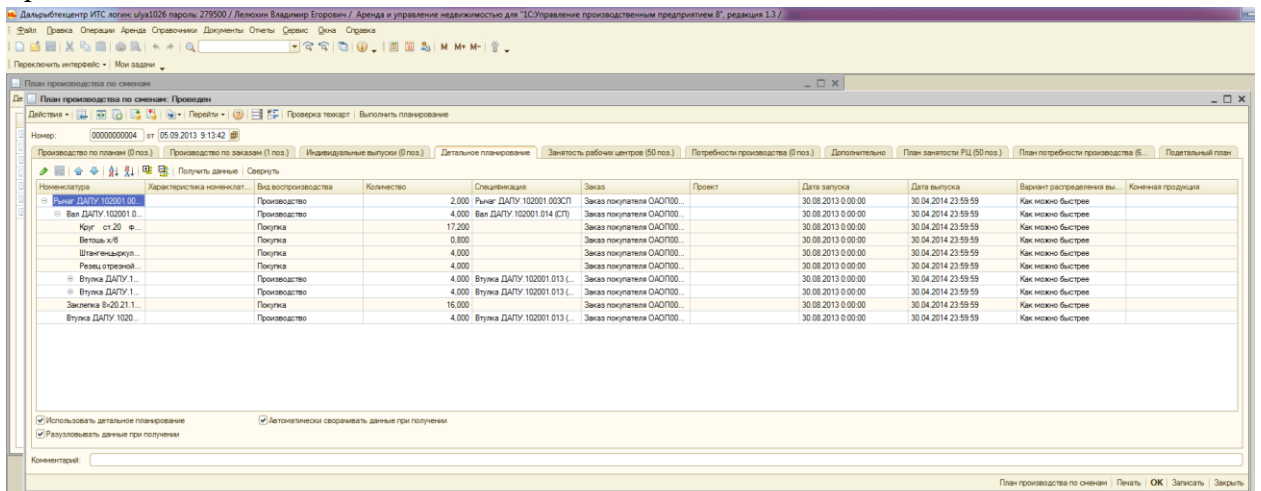 Дальрыбтехцентр ИТС логин: ulya1026 пароль: 279500 / Лелюхин Владимир Егорович / Аренда и управление недвижимостью для "1С:Управление производственным предприятием 8", редакция 1.3 /
Файл Правка Операции Аренда Справочники Документы Отчеты Сервис Окна Справка
M M+ M-
Переключить интерфейс Мои задачи
План производства по сменам
План производства по сменам: Проведен
Действия Перейти Проверка техкарт Выполнить планирование
Номер: 00000000004 от 05.09.2013 9:13:42
Производство по планам (0 поз.) Производство по заказам (1 поз.) Индивидуальные выпуски (0 поз.) Детальное планирование Занятость рабочих центров (50 поз.) Потребности производства (0 поз.) Дополнительно План занятости РЦ (50 поз.) План потребности производства (6... Подетальный план
Получить данные Свернуть
Номенклатура Характеристика номенклат... Вид воспроизводства Количество Спецификация Заказ Проект Дата запуска Дата выпуска Вариант распределения вы... Конечная продукция
Рычаг ДАПУ.102001.00... Производство 2,000 Рычаг ДАПУ.102001.003СП Заказ покупателя ОАОП00... 30.08.2013 0:00:00 30.04.2014 23:59:59 Как можно быстрее
Вал ДАПУ.102001.0... Производство 4,000 Вал ДАПУ.102001.014 (СП) Заказ покупателя ОАОП00... 30.08.2013 0:00:00 30.04.2014 23:59:59 Как можно быстрее
Круг ст.20 Ф... Покупка 17,200 Заказ покупателя ОАОП00... 30.08.2013 0:00:00 30.04.2014 23:59:59 Как можно быстрее
Ветошь х/б Покупка 0,800 Заказ покупателя ОАОП00... 30.08.2013 0:00:00 30.04.2014 23:59:59 Как можно быстрее
Штангенциркул... Покупка 4,000 Заказ покупателя ОАОП00... 30.08.2013 0:00:00 30.04.2014 23:59:59 Как можно быстрее
Резец отрезной... Покупка 4,000 Заказ покупателя ОАОП00... 30.08.2013 0:00:00 30.04.2014 23:59:59 Как можно быстрее
Втулка ДАПУ.1... Производство 4,000 Втулка ДАПУ.102001.013 (... Заказ покупателя ОАОП00... 30.08.2013 0:00:00 30.04.2014 23:59:59 Как можно быстрее
Втулка ДАПУ.1... Производство 4,000 Втулка ДАПУ.102001.013 (... Заказ покупателя ОАОП00... 30.08.2013 0:00:00 30.04.2014 23:59:59 Как можно быстрее
Заклепка 8×20.21.1... Покупка 16,000 Заказ покупателя ОАОП00... 30.08.2013 0:00:00 30.04.2014 23:59:59 Как можно быстрее
Втулка ДАПУ.1020... Производство 4,000 Втулка ДАПУ.102001.013 (... Заказ покупателя ОАОП00... 30.08.2013 0:00:00 30.04.2014 23:59:59 Как можно быстрее
Использовать детальное планирование Автоматически сворачивать данные при получении
Разузловывать данные при получении
Комментарий:
План производства по сменам Печать OK Записать Закрыть